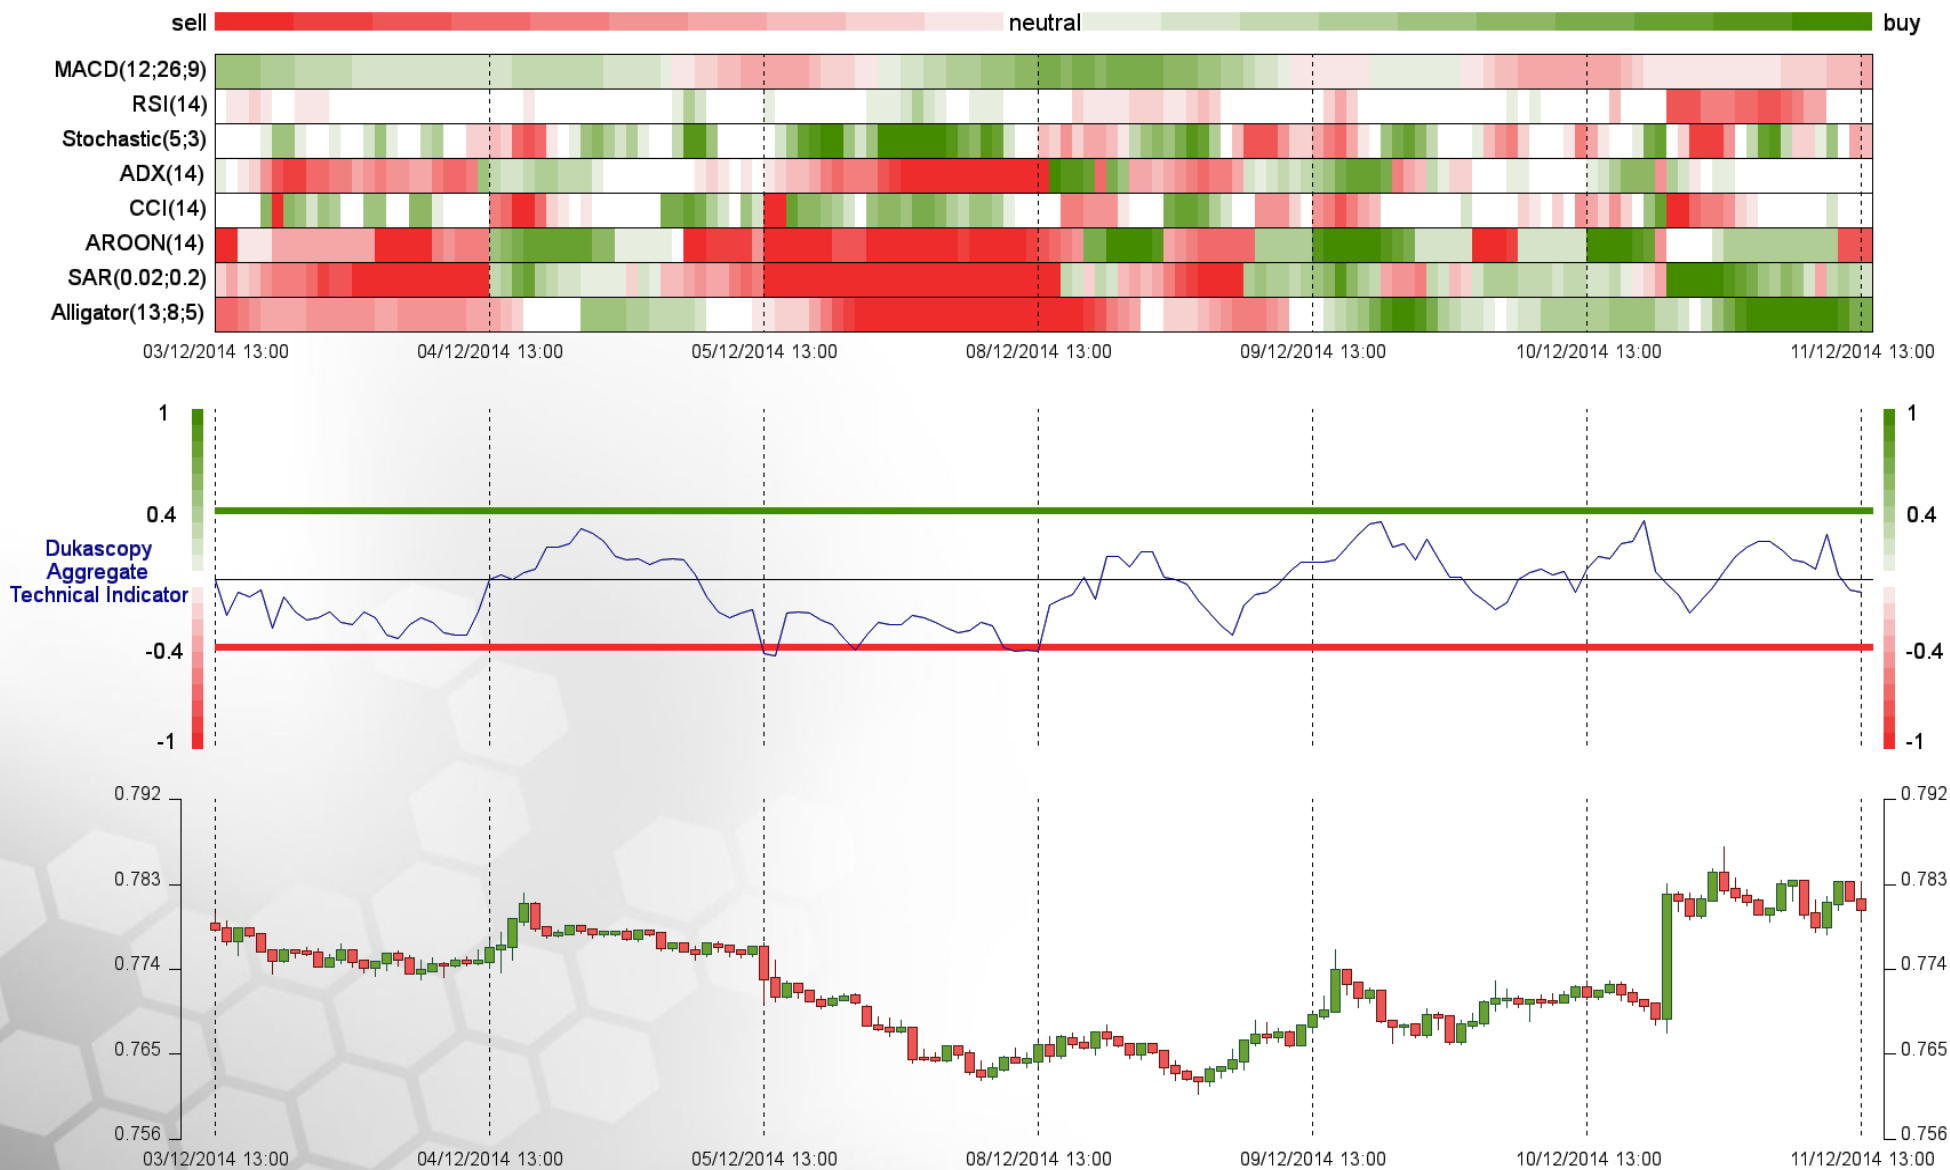 sell neutral buy
MACD(12;26;9)
RSI(14)
Stochastic(5;3)
ADX(14)
CCI(14)
AROON(14)
SAR(0.02;0.2)
Alligator(13;8;5)
03/12/2014 13:00 04/12/2014 13:00 05/12/2014 13:00 08/12/2014 13:00 09/12/2014 13:00 10/12/2014 13:00 11/12/2014 13:00
1 1
0.4 0.4
Dukascopy
Aggregate
Technical Indicator
-0.4 -0.4
-1 -1
0.792 0.792
0.783 0.783
0.774 0.774
0.765 0.765
0.756 0.756
03/12/2014 13:00 04/12/2014 13:00 05/12/2014 13:00 08/12/2014 13:00 09/12/2014 13:00 10/12/2014 13:00 11/12/2014 13:00